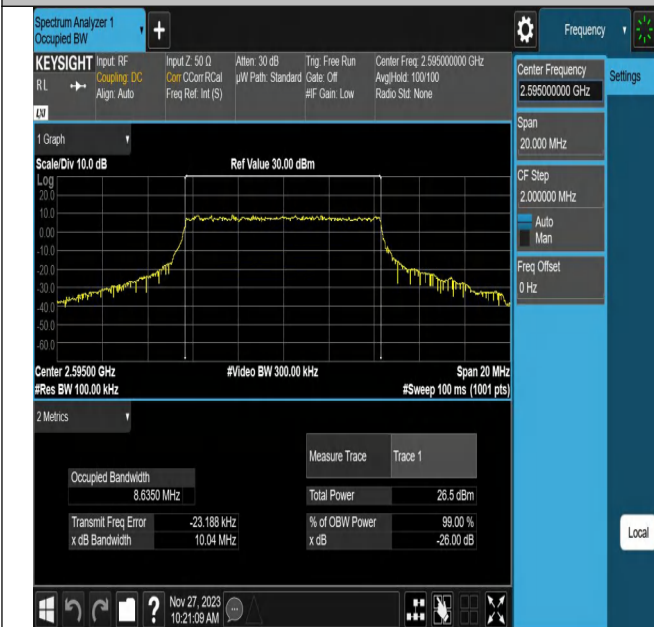 Spectrum Analyzer 1
Occupied BW
+
Frequency
KEYSIGHT
RL
LXI
Input: RF
Coupling: DC
Align: Auto
Input Z: 50 Ω
Corr CCorr RCal
Freq Ref: Int (S)
Atten: 30 dB
µW Path: Standard
Trig: Free Run
Gate: Off
#IF Gain: Low
Center Freq: 2.595000000 GHz
Avg|Hold: 100/100
Radio Std: None
Center Frequency
2.595000000 GHz
Settings
Span
20.000 MHz
CF Step
2.000000 MHz
Auto
Man
Freq Offset
0 Hz
1 Graph
Scale/Div 10.0 dB
Ref Value 30.00 dBm
Log
20.0
10.0
0.00
-10.0
-20.0
-30.0
-40.0
-50.0
-60.0
Center 2.59500 GHz
#Video BW 300.00 kHz
Span 20 MHz
#Res BW 100.00 kHz
#Sweep 100 ms (1001 pts)
2 Metrics
Measure Trace
Trace 1
Occupied Bandwidth
8.6350 MHz
Total Power
26.5 dBm
Transmit Freq Error
-23.188 kHz
% of OBW Power
99.00 %
x dB Bandwidth
10.04 MHz
x dB
-26.00 dB
Local
?
Nov 27, 2023
10:21:09 AM